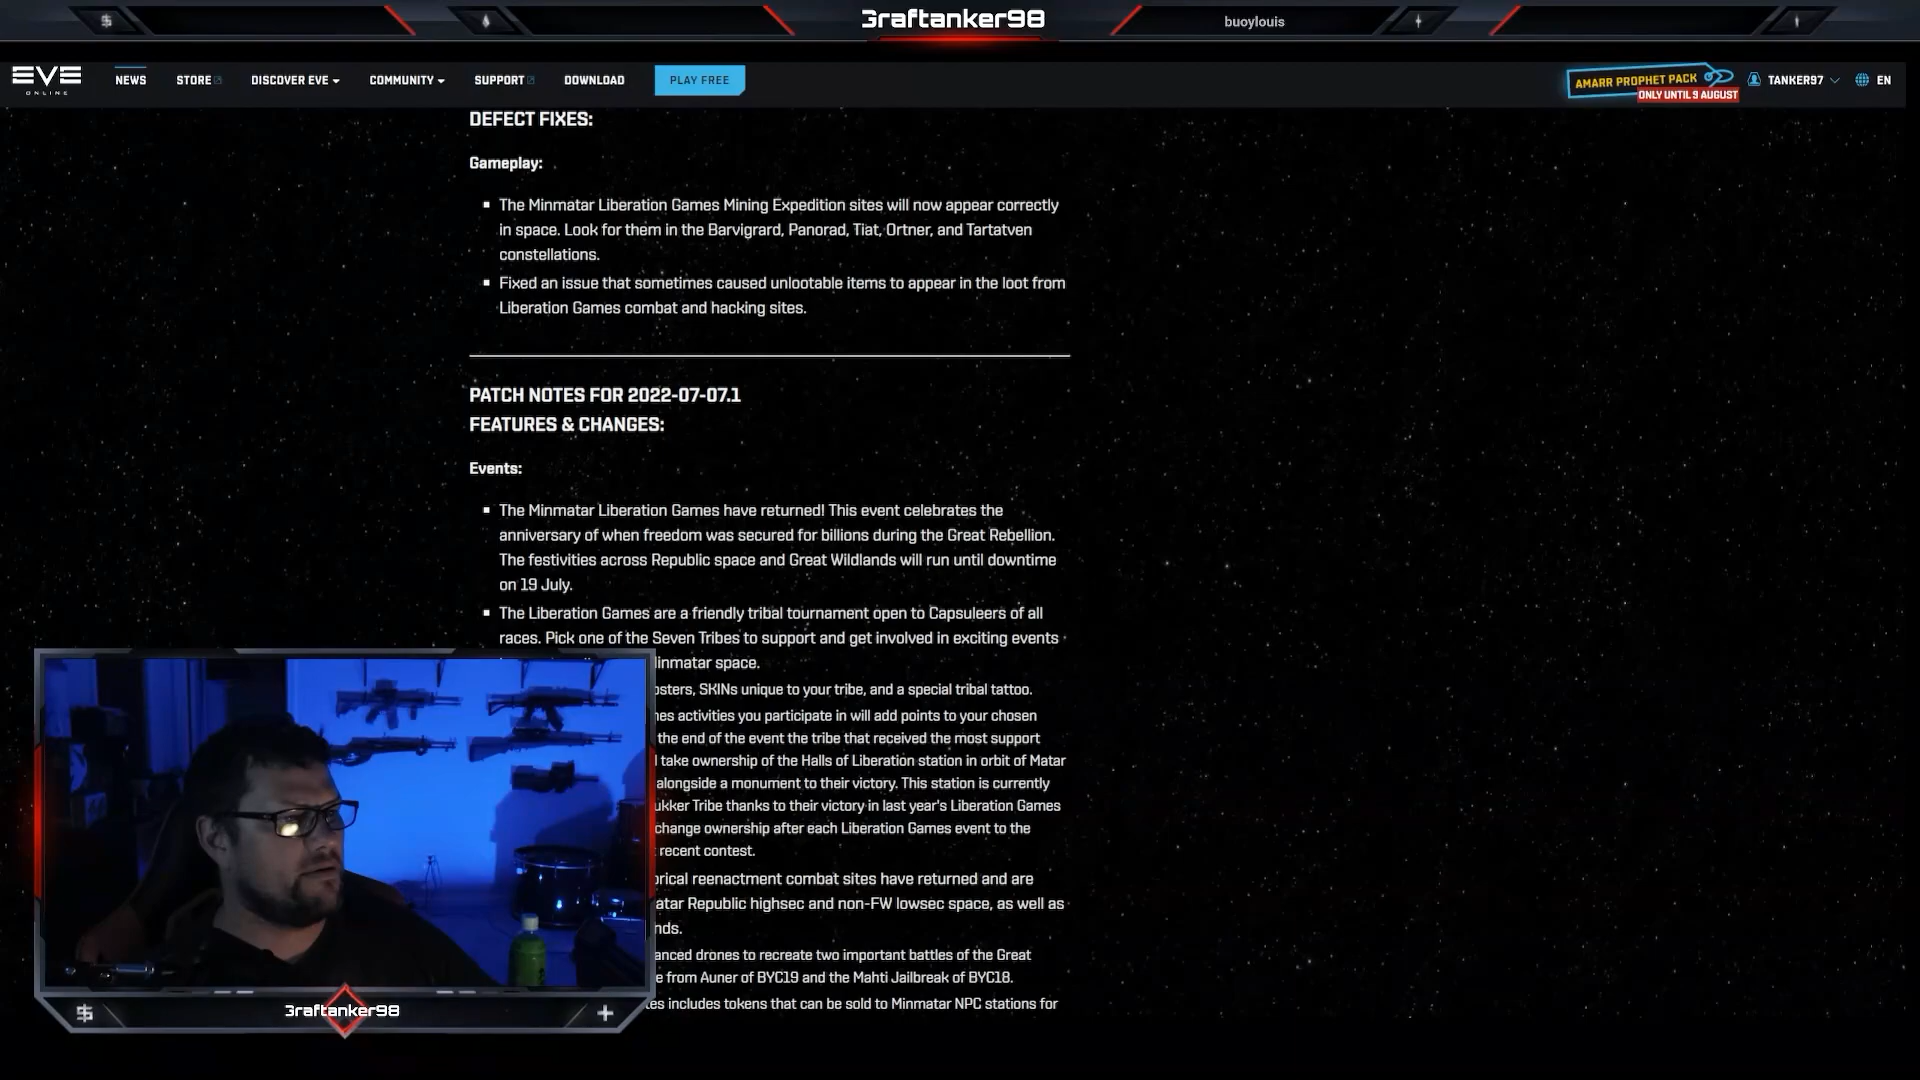 3raftanker98
buoylouis
EVE
ONLINE
NEWS
STORE
DISCOVER EVE
COMMUNITY
SUPPORT
DOWNLOAD
PLAY FREE
AMARR PROPHET PACK
ONLY UNTIL 9 AUGUST
TANKER97
EN
DEFECT FIXES:
Gameplay:
The Minmatar Liberation Games Mining Expedition sites will now appear correctly
in space. Look for them in the Barvigrard, Panorad, Tiat, Ortner, and Tartatven
constellations.
Fixed an issue that sometimes caused unlootable items to appear in the loot from
Liberation Games combat and hacking sites.
PATCH NOTES FOR 2022-07-07.1
FEATURES & CHANGES:
Events:
The Minmatar Liberation Games have returned! This event celebrates the
anniversary of when freedom was secured for billions during the Great Rebellion.
The festivities across Republic space and Great Wildlands will run until downtime
on 19 July.
The Liberation Games are a friendly tribal tournament open to Capsuleers of all
races. Pick one of the Seven Tribes to support and get involved in exciting events
space.
SKINs unique to your tribe, and a special tribal tattoo.
activities you participate in will add points to your chosen
the end of the event the tribe that received the most support
take ownership of the Halls of Liberation station in orbit of Matar
alongside a monument to their victory. This station is currently
Tribe thanks to their victory in last year's Liberation Games
change ownership after each Liberation Games event to the
recent contest.
reenactment combat sites have returned and are
Republic highsec and non-FW lowsec space, as well as
drones to recreate two important battles of the Great
from Auner of BYC19 and the Mahti Jailbreak of BYC18.
includes tokens that can be sold to Minmatar NPC stations for
3raftanker98